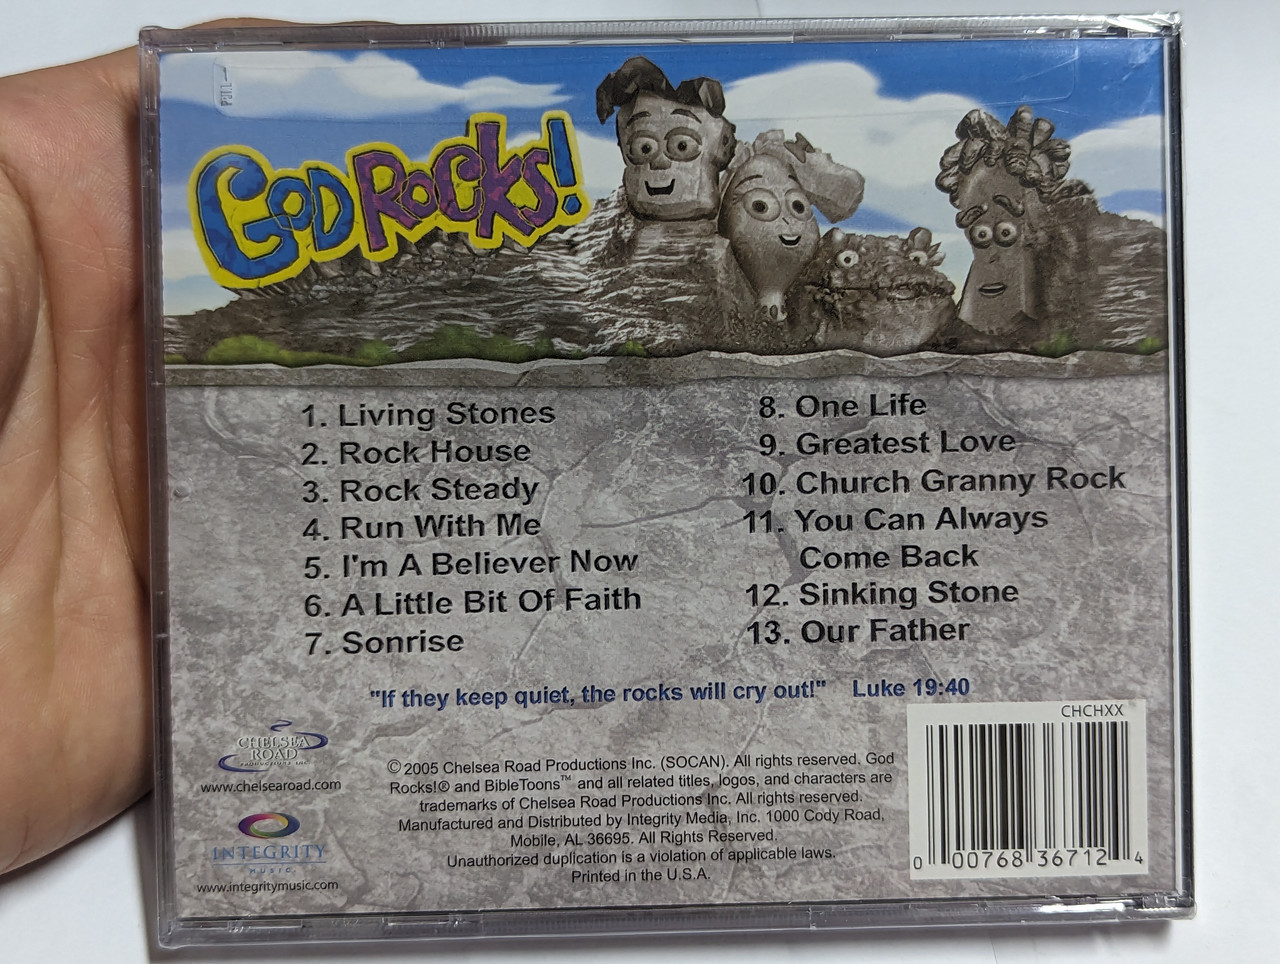 GOD ROCKS!
1. Living Stones
2. Rock House
3. Rock Steady
4. Run With Me
5. I'm A Believer Now
6. A Little Bit Of Faith
7. Sonrise
8. One Life
9. Greatest Love
10. Church Granny Rock
11. You Can Always
Come Back
12. Sinking Stone
13. Our Father
"If they keep quiet, the rocks will cry out!" Luke 19:40
CHELSEA
ROAD
PRODUCTIONS INC.
www.chelsearoad.com
INTEGRITY
MUSIC
www.integritymusic.com
© 2005 Chelsea Road Productions Inc. (SOCAN). All rights reserved. God
Rocks!® and BibleToons™ and all related titles, logos, and characters are
trademarks of Chelsea Road Productions Inc. All rights reserved.
Manufactured and Distributed by Integrity Media, Inc. 1000 Cody Road,
Mobile, AL 36695. All Rights Reserved.
Unauthorized duplication is a violation of applicable laws.
Printed in the U.S.A.
CHCHXX
0 00768 36712 4